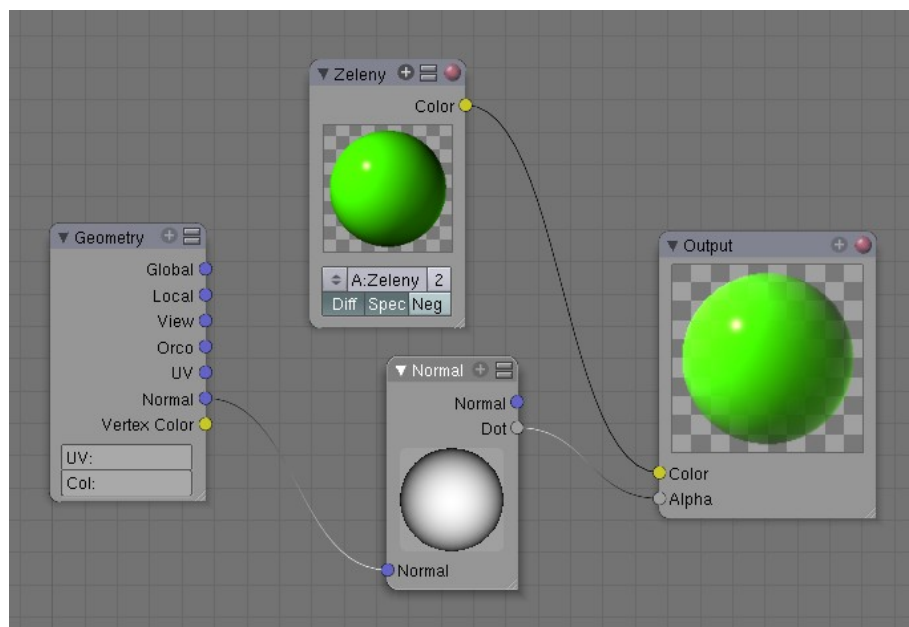 Zeleny
Color
A:Zeleny 2
Diff Spec Neg
Geometry
Global
Local
View
Orco
UV
Normal
Vertex Color
UV:
Col:
Normal
Normal
Dot
Normal
Output
Color
Alpha